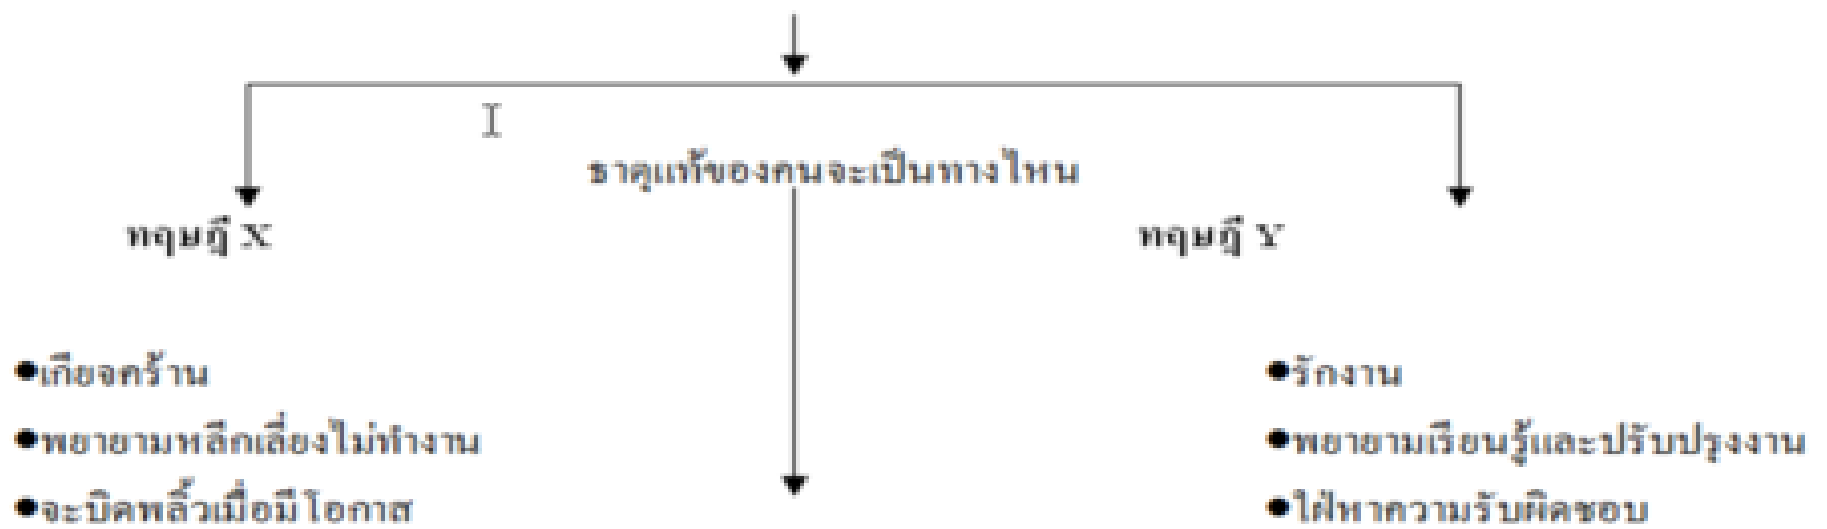 ธาตุแท้ของคนจะเป็นทางไหน
ทฤษฎี X
ทฤษฎี Y
●เกียจคร้าน
●พยายามหลีกเลี่ยงไม่ทำงาน
●จะบิดพลิ้วเมื่อมีโอกาส
●รักงาน
●พยายามเรียนรู้และปรับปรุงงาน
●ใฝ่หาความรับผิดชอบ